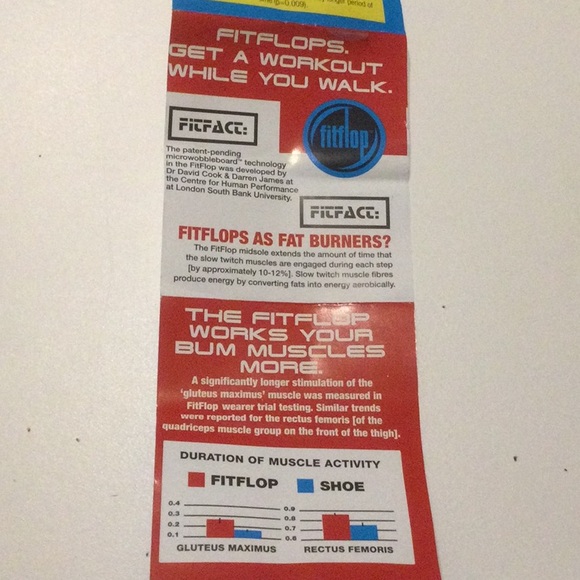 longer period of
(p=0.009)
FITFLOPS.
GET A WORKOUT
WHILE YOU WALK.
FITFACT:
fitflop
The patent-pending
microwobbleboard™ technology
in the FitFlop was developed by
Dr David Cook & Darren James at
the Centre for Human Performance
at London South Bank University.
FITFACT:
FITFLOPS AS FAT BURNERS?
The FitFlop midsole extends the amount of time that
the slow twitch muscles are engaged during each step
[by approximately 10-12%]. Slow twitch muscle fibres
produce energy by converting fats into energy aerobically.
THE FITFLOP
WORKS YOUR
BUM MUSCLES
MORE.
A significantly longer stimulation of the
'gluteus maximus' muscle was measured in
FitFlop wearer trial testing. Similar trends
were reported for the rectus femoris [of the
quadriceps muscle group on the front of the thigh].
DURATION OF MUSCLE ACTIVITY
FITFLOP SHOE
0.4
0.3
0.2
0.1
GLUTEUS MAXIMUS
0.9
0.8
0.7
0.6
RECTUS FEMORIS